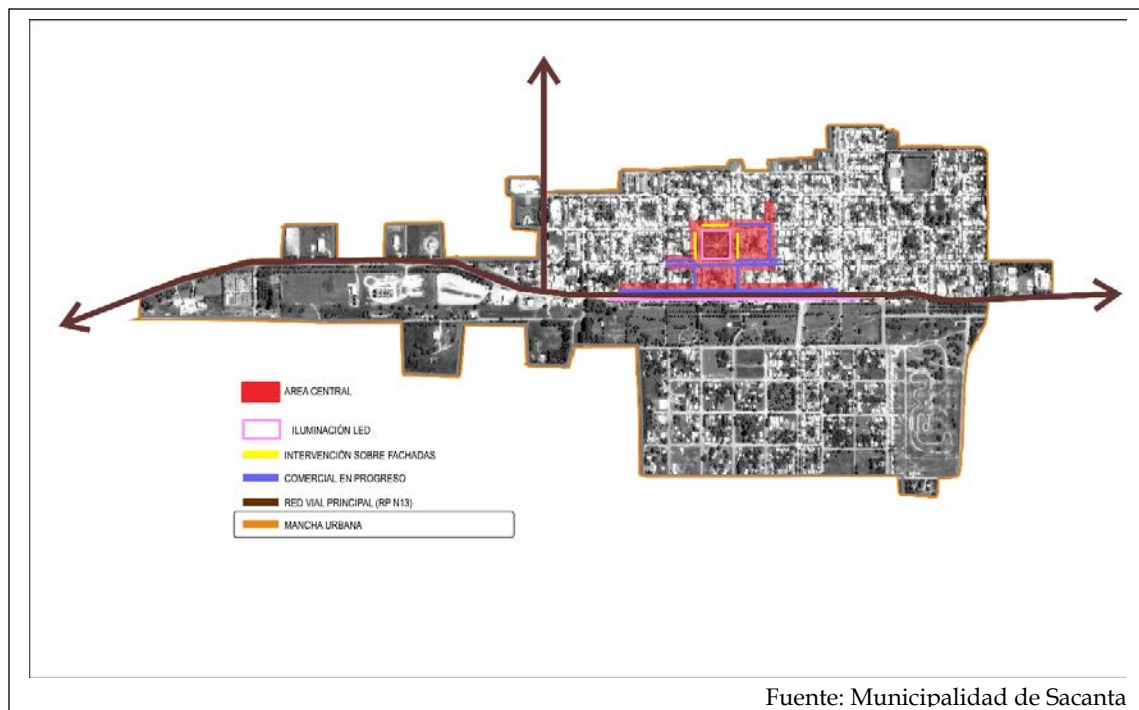 AREA CENTRAL
ILUMINACIÓN LED
INTERVENCIÓN SOBRE FACHADAS
COMERCIAL EN PROGRESO
RED VIAL PRINCIPAL (RP N13)
MANCHA URBANA
Fuente: Municipalidad de Sacanta